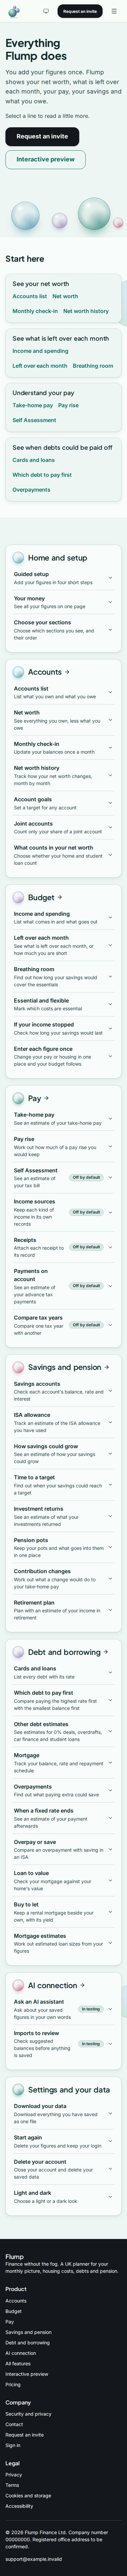 Request an invite
Everything
Flump does
You add your figures once. Flump
shows your net worth, what is left over
each month, your pay, your savings and
what you owe.
Select a line to read a little more.
Request an invite
Interactive preview
Start here
See your net worth
Accounts list Net worth
Monthly check-in Net worth history
See what is left over each month
Income and spending
Left over each month Breathing room
Understand your pay
Take-home pay Pay rise
Self Assessment
See when debts could be paid off
Cards and loans
Which debt to pay first
Overpayments
Home and setup
Guided setup
Add your figures in four short steps
Your money
See all your figures on one page
Choose your sections
Choose which sections you see, and
their order
Accounts →
Accounts list
List what you own and what you owe
Net worth
See everything you own, less what you
owe
Monthly check-in
Update your balances once a month
Net worth history
Track how your net worth changes,
month by month
Account goals
Set a target for any account
Joint accounts
Count only your share of a joint account
What counts in your net worth
Choose whether your home and student
loan count
Budget →
Income and spending
List what comes in and what goes out
Left over each month
See what is left over each month, or
how much you are short
Breathing room
Find out how long your savings would
cover the essentials
Essential and flexible
Mark which costs are essential
If your income stopped
Check how long your savings would last
Enter each figure once
Change your pay or housing in one
place and your budget follows
Pay →
Take-home pay
See an estimate of your take-home pay
Pay rise
Work out how much of a pay rise you
would keep
Self Assessment
See an estimate of
your tax bill
Off by default
Income sources
Keep each kind of
income in its own
records
Off by default
Receipts
Attach each receipt to
its record
Off by default
Payments on
account
See an estimate of
your advance tax
payments
Off by default
Compare tax years
Compare one tax year
with another
Off by default
Savings and pension →
Savings accounts
Check each account's balance, rate and
interest
ISA allowance
Track an estimate of the ISA allowance
you have used
How savings could grow
See an estimate of how your savings
could grow
Time to a target
Find out when your savings could reach
a target
Investment returns
See an estimate of what your
investments returned
Pension pots
Keep your pots and what goes into them
in one place
Contribution changes
Work out what a change would do to
your take-home pay
Retirement plan
Plan with an estimate of your income in
retirement
Debt and borrowing →
Cards and loans
List every debt with its rate
Which debt to pay first
Compare paying the highest rate first
with the smallest balance first
Other debt estimates
See estimates for 0% deals, overdrafts,
car finance and student loans
Mortgage
Track your balance, rate and repayment
schedule
Overpayments
Find out what paying extra could save
When a fixed rate ends
See an estimate of your payment
afterwards
Overpay or save
Compare an overpayment with saving in
an ISA
Loan to value
Check your mortgage against your
home's value
Buy to let
Keep a rental mortgage beside your
own, with its yield
Mortgage estimates
Work out estimated loan sizes from your
figures
AI connection →
Ask an AI assistant
Ask about your saved
figures in your own words
In testing
Imports to review
Check suggested
balances before anything
is saved
In testing
Settings and your data
Download your data
Download everything you have saved
as one file
Start again
Delete your figures and keep your login
Delete your account
Close your account and delete your
saved data
Light and dark
Choose a light or a dark look
Flump
Finance without the fog. A UK planner for your
monthly picture, housing costs, debts and pension.
Product
Accounts
Budget
Pay
Savings and pension
Debt and borrowing
AI connection
All features
Interactive preview
Pricing
Company
Security and privacy
Contact
Request an invite
Sign in
Legal
Privacy
Terms
Cookies and storage
Accessibility
© 2026 Flump Finance Ltd. Company number
00000000. Registered office address to be
confirmed.
support@example.invalid